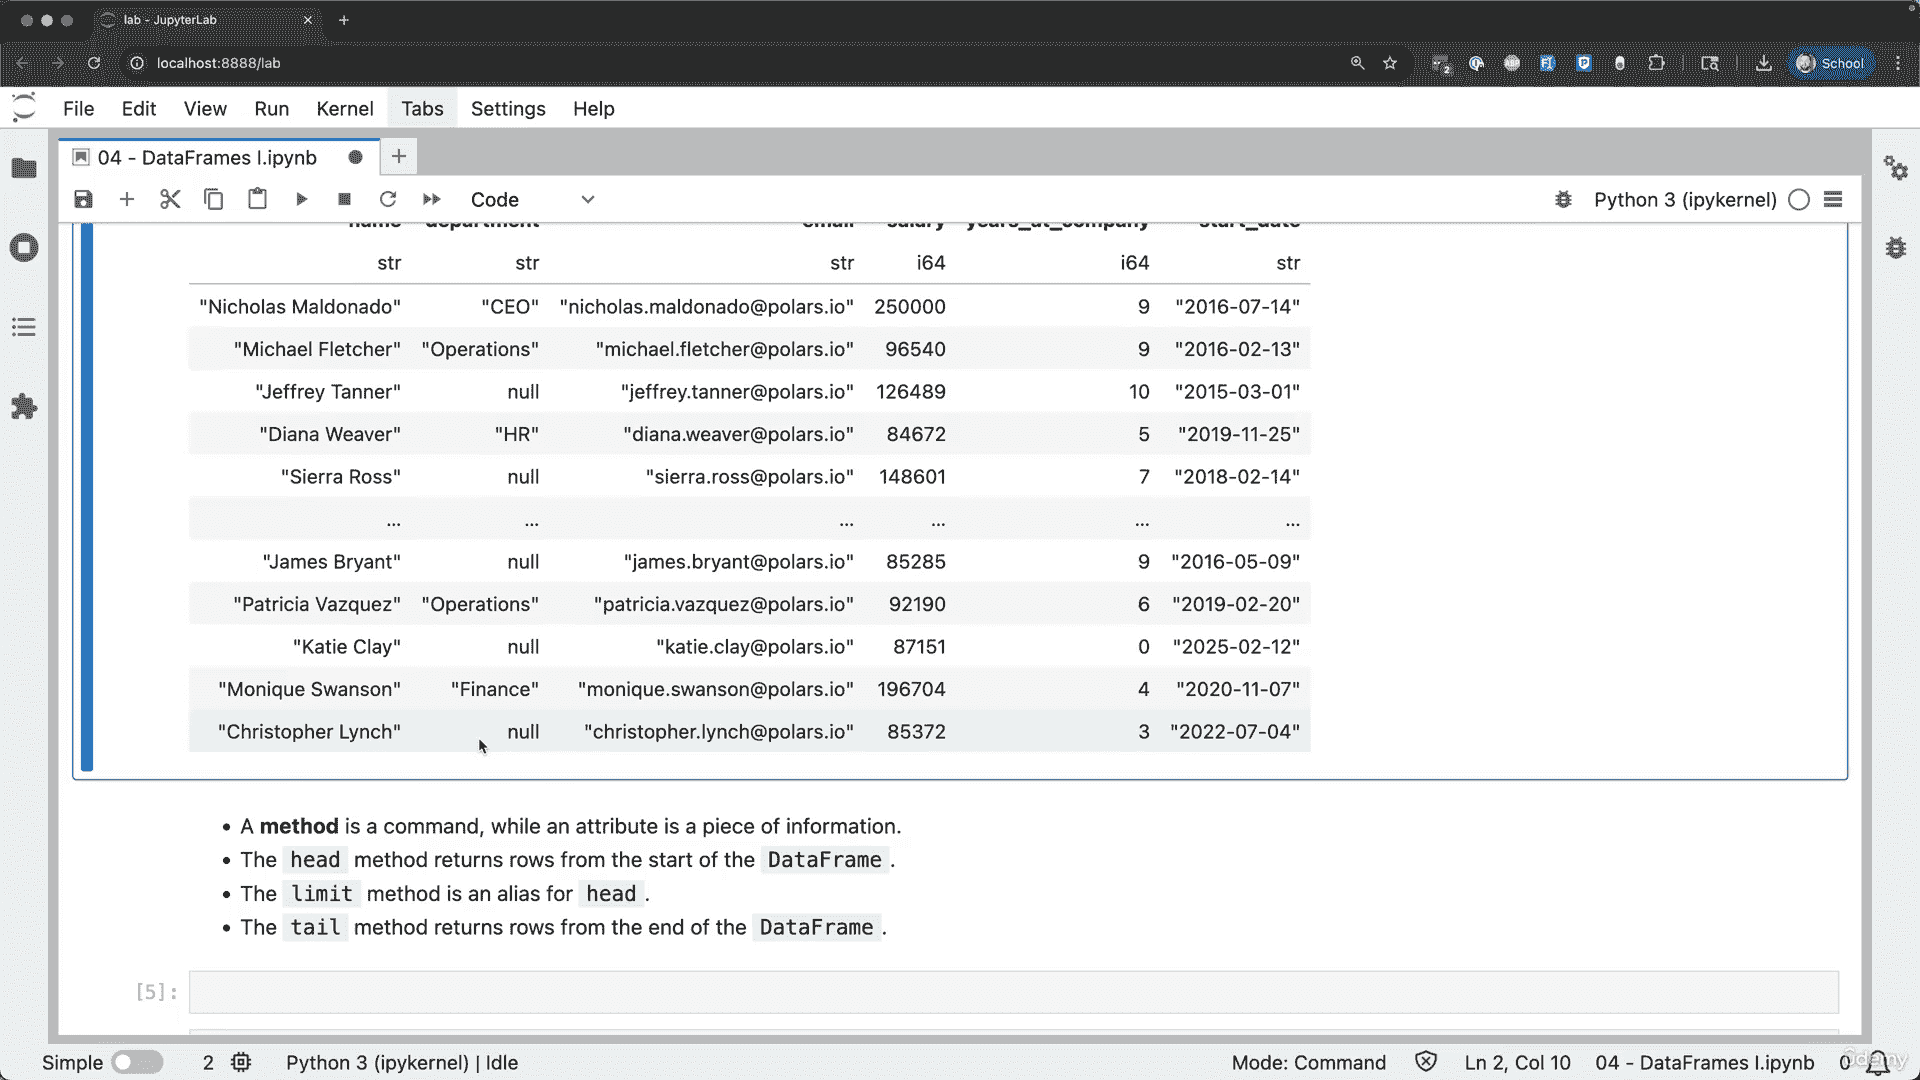 lab - JupyterLab
localhost:8888/lab
2
School
File Edit View Run Kernel Tabs Settings Help
04 - DataFrames I.ipynb
Code
Python 3 (ipykernel)
name department email salary years_at_company start_date
str str str i64 i64 str
"Nicholas Maldonado" "CEO" "nicholas.maldonado@polars.io" 250000 9 "2016-07-14"
"Michael Fletcher" "Operations" "michael.fletcher@polars.io" 96540 9 "2016-02-13"
"Jeffrey Tanner" null "jeffrey.tanner@polars.io" 126489 10 "2015-03-01"
"Diana Weaver" "HR" "diana.weaver@polars.io" 84672 5 "2019-11-25"
"Sierra Ross" null "sierra.ross@polars.io" 148601 7 "2018-02-14"
… … … … … …
"James Bryant" null "james.bryant@polars.io" 85285 9 "2016-05-09"
"Patricia Vazquez" "Operations" "patricia.vazquez@polars.io" 92190 6 "2019-02-20"
"Katie Clay" null "katie.clay@polars.io" 87151 0 "2025-02-12"
"Monique Swanson" "Finance" "monique.swanson@polars.io" 196704 4 "2020-11-07"
"Christopher Lynch" null "christopher.lynch@polars.io" 85372 3 "2022-07-04"
• A method is a command, while an attribute is a piece of information.
• The head method returns rows from the start of the DataFrame .
• The limit method is an alias for head .
• The tail method returns rows from the end of the DataFrame .
[5]:
Simple 2 Python 3 (ipykernel) | Idle Mode: Command Ln 2, Col 10 04 - DataFrames I.ipynb 0
Udemy